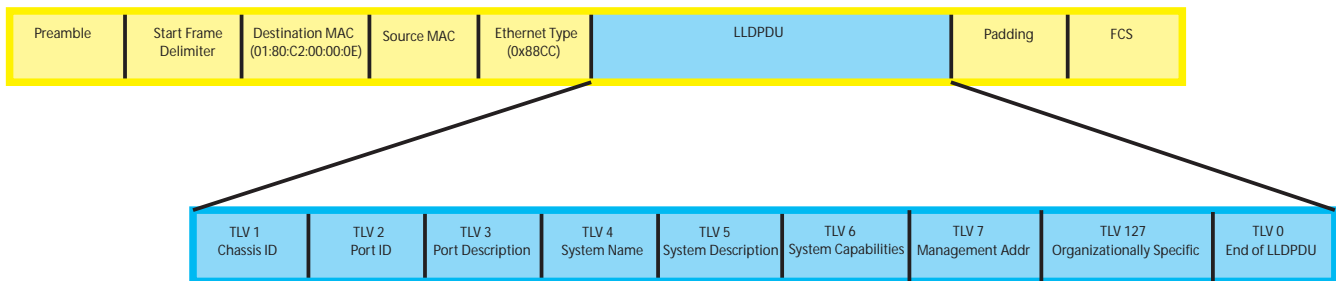 Preamble
Start Frame
Delimiter
Destination MAC
(01:80:C2:00:00:0E)
Source MAC
Ethernet Type
(0x88CC)
LLDPDU
Padding
FCS
TLV 1
Chassis ID
TLV 2
Port ID
TLV 3
Port Description
TLV 4
System Name
TLV 5
System Description
TLV 6
System Capabilities
TLV 7
Management Addr
TLV 127
Organizationally Specific
TLV 0
End of LLDPDU